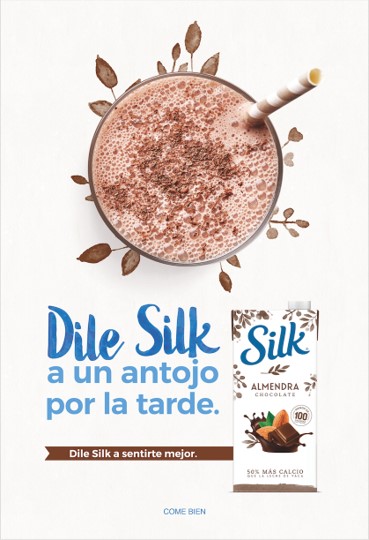 Dile Silk
a un antojo
por la tarde.
Dile Silk a sentirte mejor.
Silk
ALMENDRA
CHOCOLATE
100
50% MÁS CALCIO
QUE LA LECHE DE VACA
COME BIEN